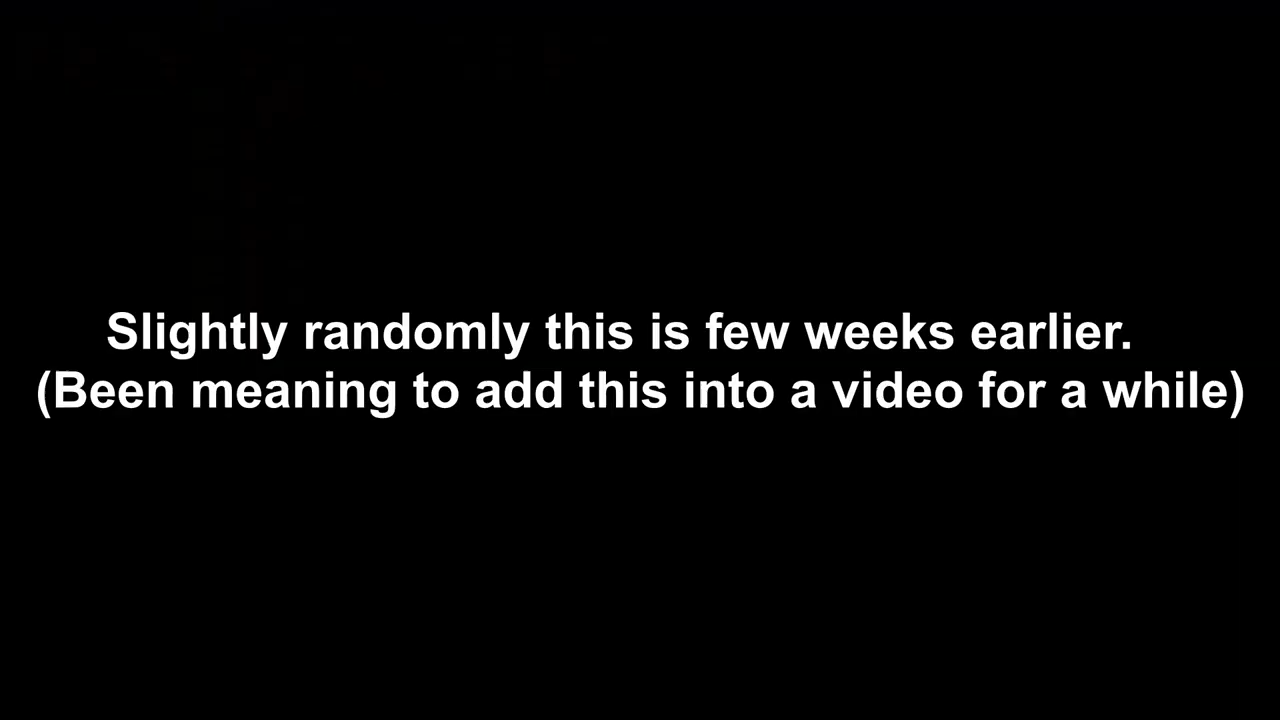 Slightly randomly this is few weeks earlier.
(Been meaning to add this into a video for a while)